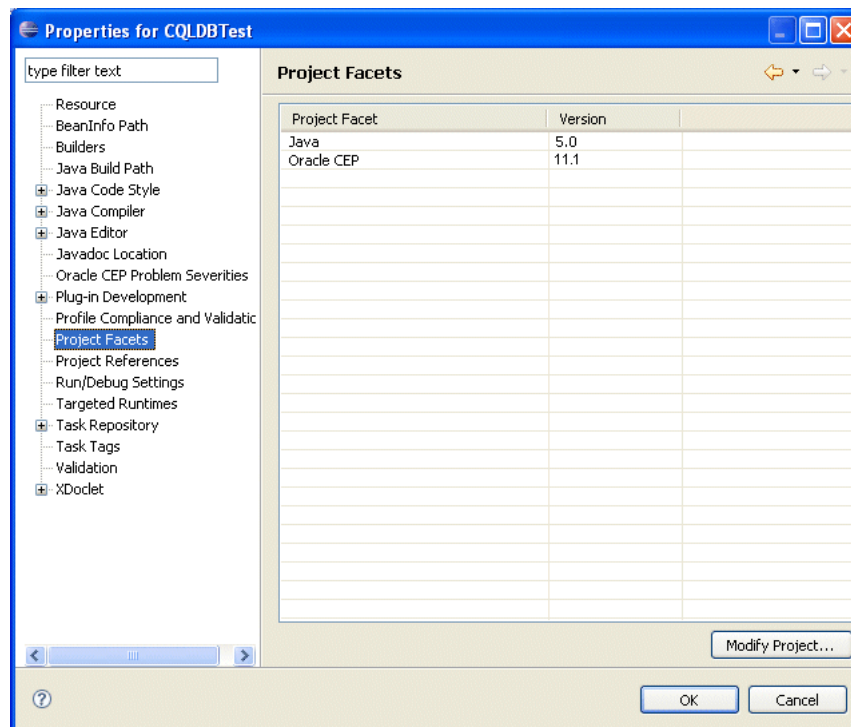 Properties for CQLDBTest
type filter text
Project Facets
Resource
BeanInfo Path
Builders
Java Build Path
Java Code Style
Java Compiler
Java Editor
Javadoc Location
Oracle CEP Problem Severities
Plug-in Development
Profile Compliance and Validatic
Project Facets
Project References
Run/Debug Settings
Targeted Runtimes
Task Repository
Task Tags
Validation
XDoclet
Project Facet Version
Java 5.0
Oracle CEP 11.1
Modify Project...
OK Cancel